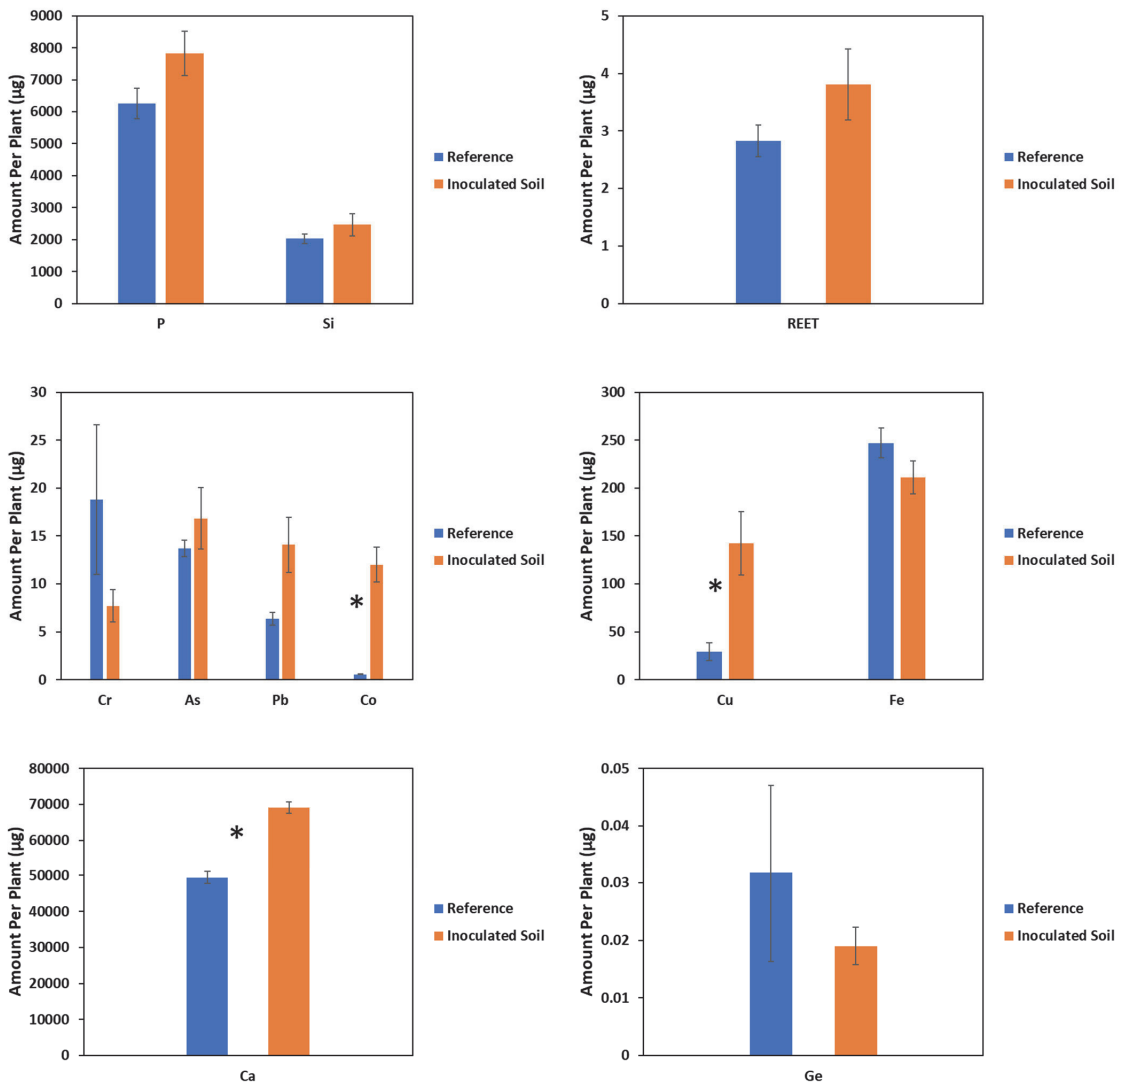 9000
8000
7000
6000
5000
4000
3000
2000
1000
0
Amount Per Plant (µg)
P Si
Reference
Inoculated Soil
5
4
3
2
1
0
Amount Per Plant (µg)
REET
Reference
Inoculated Soil
30
25
20
15
10
5
0
Amount Per Plant (µg)
*
Cr As Pb Co
Reference
Inoculated Soil
300
250
200
150
100
50
0
Amount Per Plant (µg)
*
Cu Fe
Reference
Inoculated Soil
80000
70000
60000
50000
40000
30000
20000
10000
0
Amount Per Plant (µg)
*
Ca
Reference
Inoculated Soil
0.05
0.04
0.03
0.02
0.01
0
Amount Per Plant (µg)
Ge
Reference
Inoculated Soil